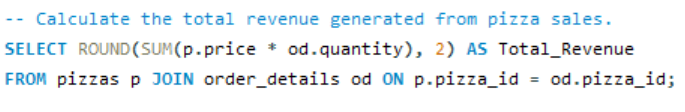 -- Calculate the total revenue generated from pizza sales.
SELECT ROUND(SUM(p.price * od.quantity), 2) AS Total_Revenue
FROM pizzas p JOIN order_details od ON p.pizza_id = od.pizza_id;